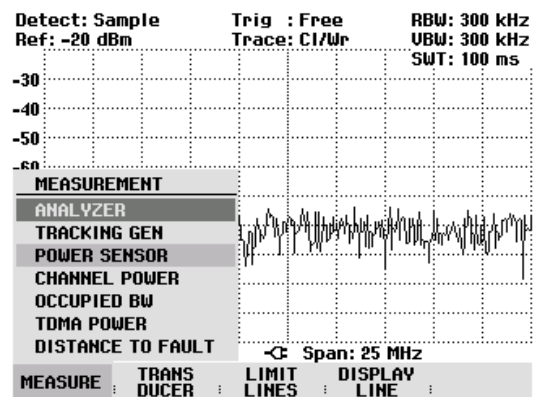 Detect: Sample Trig : Free RBW: 300 kHz
Ref: -20 dBm Trace: Cl/Wr VBW: 300 kHz
SWT: 100 ms
-30
-40
-50
-60
MEASUREMENT
ANALYZER
TRACKING GEN
POWER SENSOR
CHANNEL POWER
OCCUPIED BW
TDMA POWER
DISTANCE TO FAULT
Span: 25 MHz
MEASURE : TRANS DUCER LIMIT : LINES DISPLAY LINE :